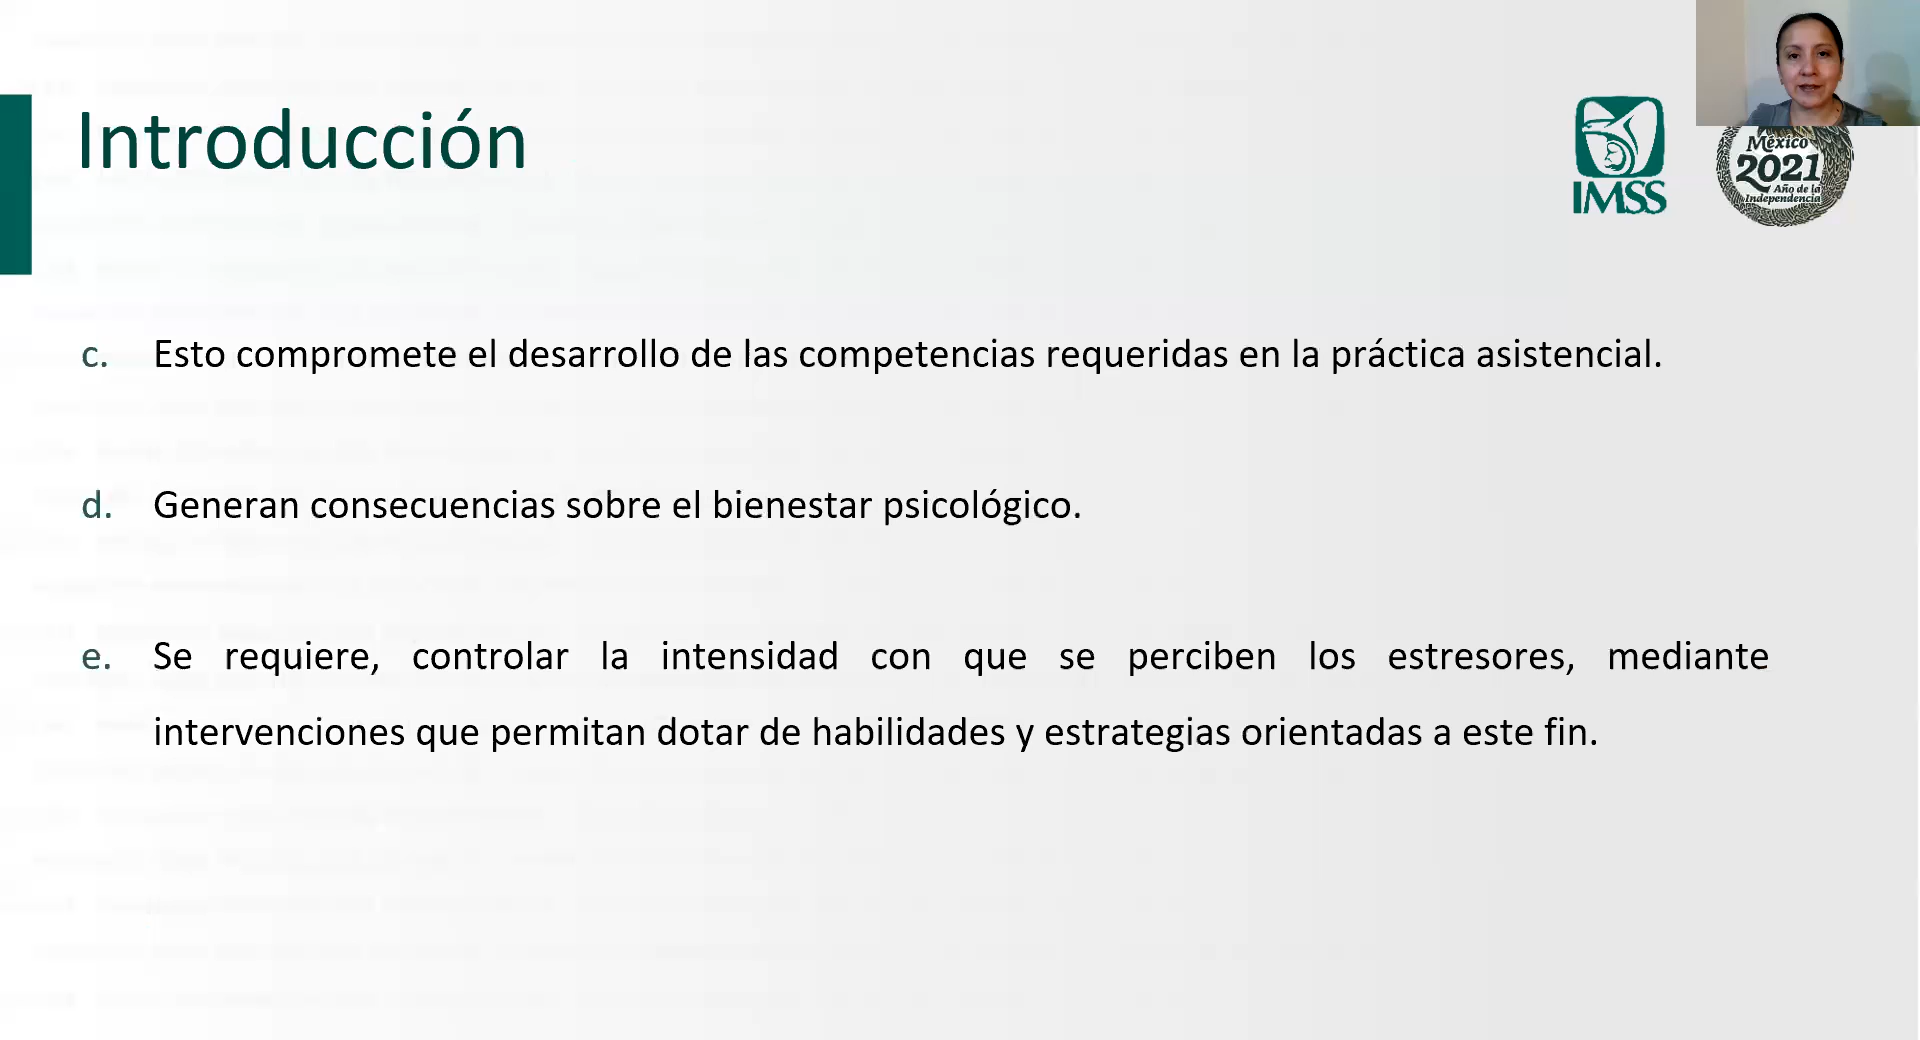 Introducción
IMSS
México
2021
Año de la
Independencia
c. Esto compromete el desarrollo de las competencias requeridas en la práctica asistencial.
d. Generan consecuencias sobre el bienestar psicológico.
e. Se requiere, controlar la intensidad con que se perciben los estresores, mediante
intervenciones que permitan dotar de habilidades y estrategias orientadas a este fin.